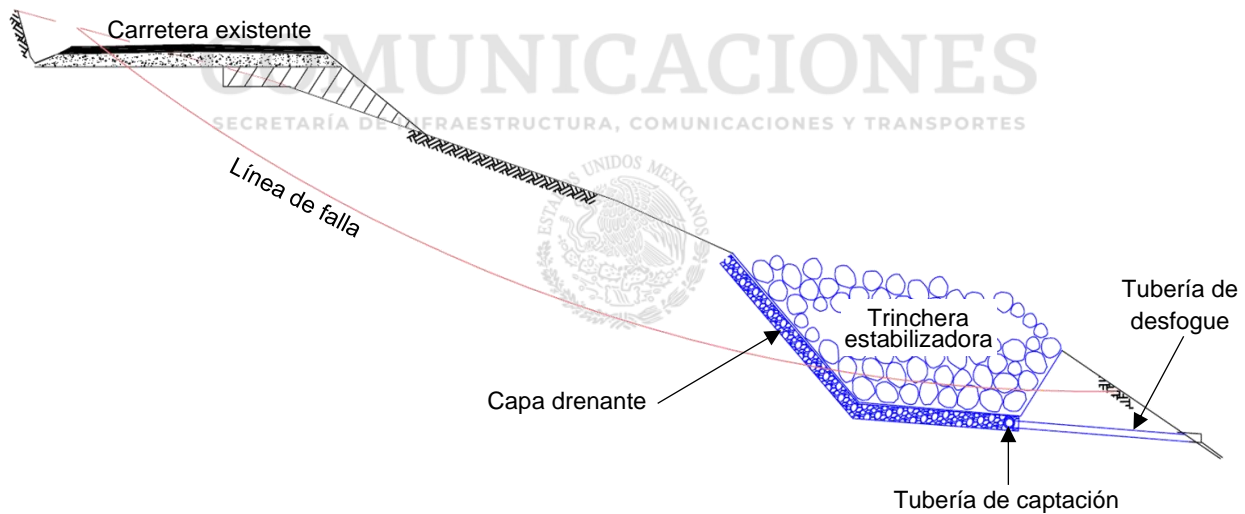 Carretera existente
COMUNICACIONES
SECRETARÍA DE INFRAESTRUCTURA, COMUNICACIONES Y TRANSPORTES
ESTADOS UNIDOS MEXICANOS
Línea de falla
Trinchera
estabilizadora
Tubería de
desfogue
Capa drenante
Tubería de captación